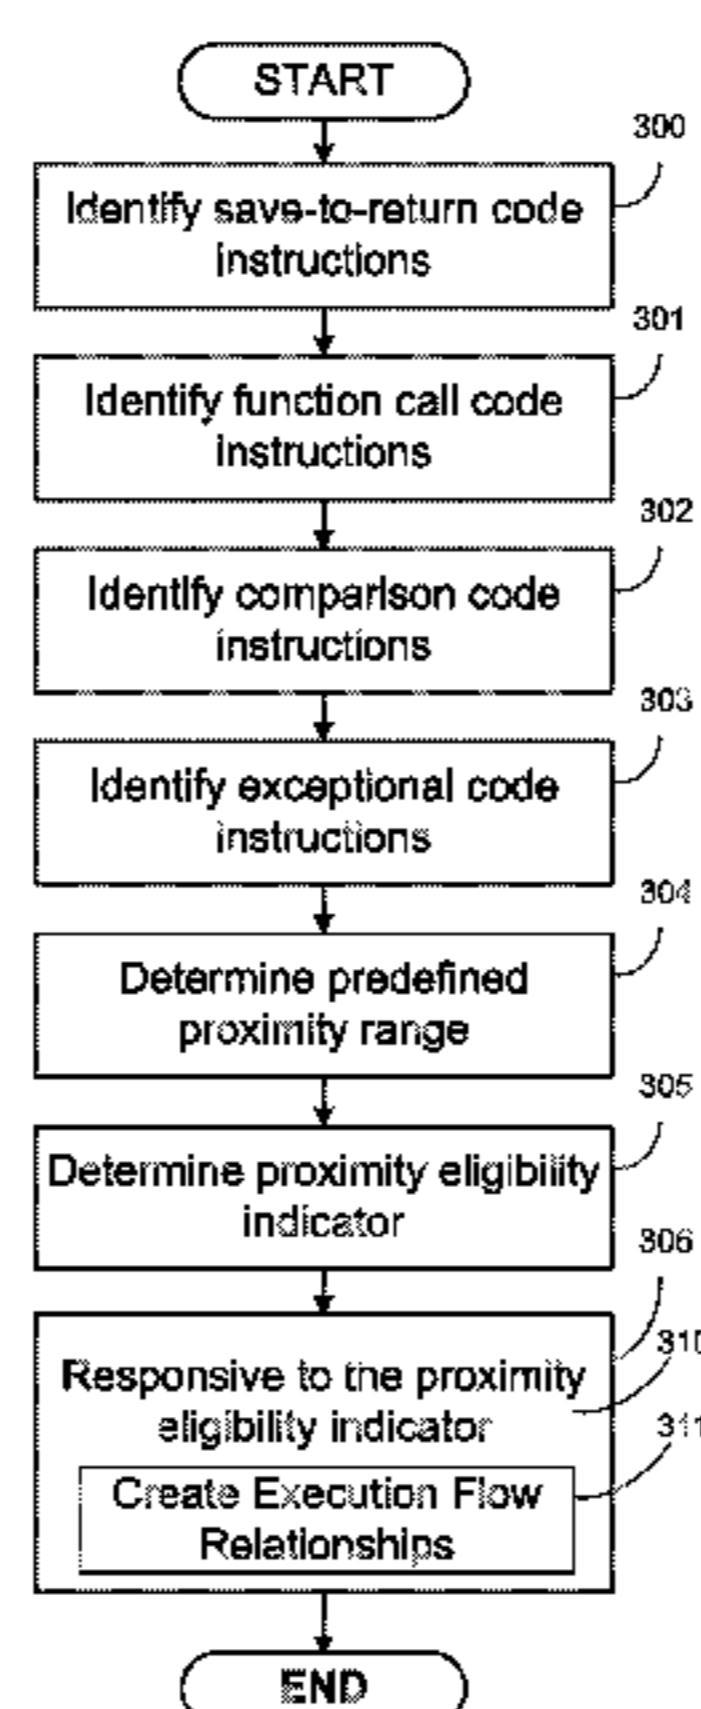 START
300
Identify save-to-return code
instructions
301
Identify function call code
instructions
302
Identify comparison code
instructions
303
Identify exceptional code
instructions
304
Determine predefined
proximity range
305
Determine proximity eligibility
indicator
306
310
Responsive to the proximity
eligibility indicator
311
Create Execution Flow
Relationships
END